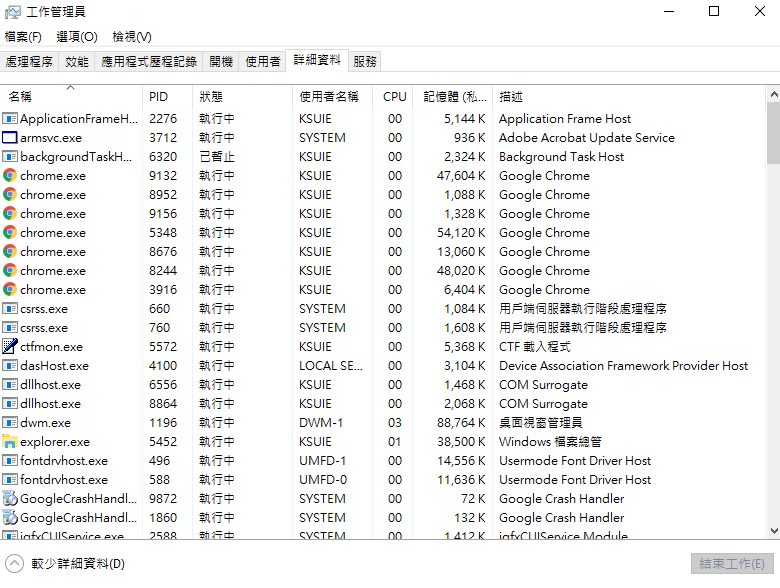 工作管理員
檔案(F) 選項(O) 檢視(V)
處理程序 效能 應用程式歷程記錄 開機 使用者 詳細資料 服務
名稱 PID 狀態 使用者名稱 CPU 記憶體 (私... 描述
ApplicationFrameH... 2276 執行中 KSUIE 00 5,144 K Application Frame Host
armsvc.exe 3712 執行中 SYSTEM 00 936 K Adobe Acrobat Update Service
backgroundTaskH... 6320 已暫止 KSUIE 00 2,324 K Background Task Host
chrome.exe 9132 執行中 KSUIE 00 47,604 K Google Chrome
chrome.exe 8952 執行中 KSUIE 00 1,088 K Google Chrome
chrome.exe 9156 執行中 KSUIE 00 1,328 K Google Chrome
chrome.exe 5348 執行中 KSUIE 00 54,120 K Google Chrome
chrome.exe 8676 執行中 KSUIE 00 13,060 K Google Chrome
chrome.exe 8244 執行中 KSUIE 00 48,020 K Google Chrome
chrome.exe 3916 執行中 KSUIE 00 6,404 K Google Chrome
csrss.exe 660 執行中 SYSTEM 00 1,084 K 用戶端伺服器執行階段處理程序
csrss.exe 760 執行中 SYSTEM 00 1,608 K 用戶端伺服器執行階段處理程序
ctfmon.exe 5572 執行中 KSUIE 00 5,368 K CTF 載入程式
dasHost.exe 4100 執行中 LOCAL SE... 00 3,104 K Device Association Framework Provider Host
dllhost.exe 6556 執行中 KSUIE 00 1,468 K COM Surrogate
dllhost.exe 8864 執行中 KSUIE 00 2,068 K COM Surrogate
dwm.exe 1196 執行中 DWM-1 03 88,764 K 桌面視窗管理員
explorer.exe 5452 執行中 KSUIE 01 38,500 K Windows 檔案總管
fontdrvhost.exe 496 執行中 UMFD-1 00 14,556 K Usermode Font Driver Host
fontdrvhost.exe 588 執行中 UMFD-0 00 11,636 K Usermode Font Driver Host
GoogleCrashHandl... 9872 執行中 SYSTEM 00 72 K Google Crash Handler
GoogleCrashHandl... 1860 執行中 SYSTEM 00 132 K Google Crash Handler
igfxCUIService.exe 2588 執行中 SYSTEM 00 1,412 K igfxCUIService Module
較少詳細資料(D) 結束工作(E)